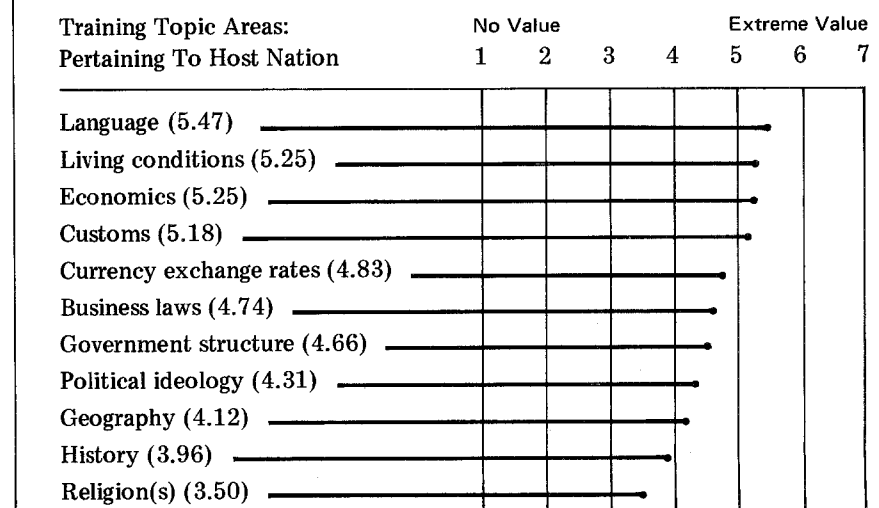 Training Topic Areas: No Value Extreme Value
Pertaining To Host Nation 1 2 3 4 5 6 7
Language (5.47)
Living conditions (5.25)
Economics (5.25)
Customs (5.18)
Currency exchange rates (4.83)
Business laws (4.74)
Government structure (4.66)
Political ideology (4.31)
Geography (4.12)
History (3.96)
Religion(s) (3.50)